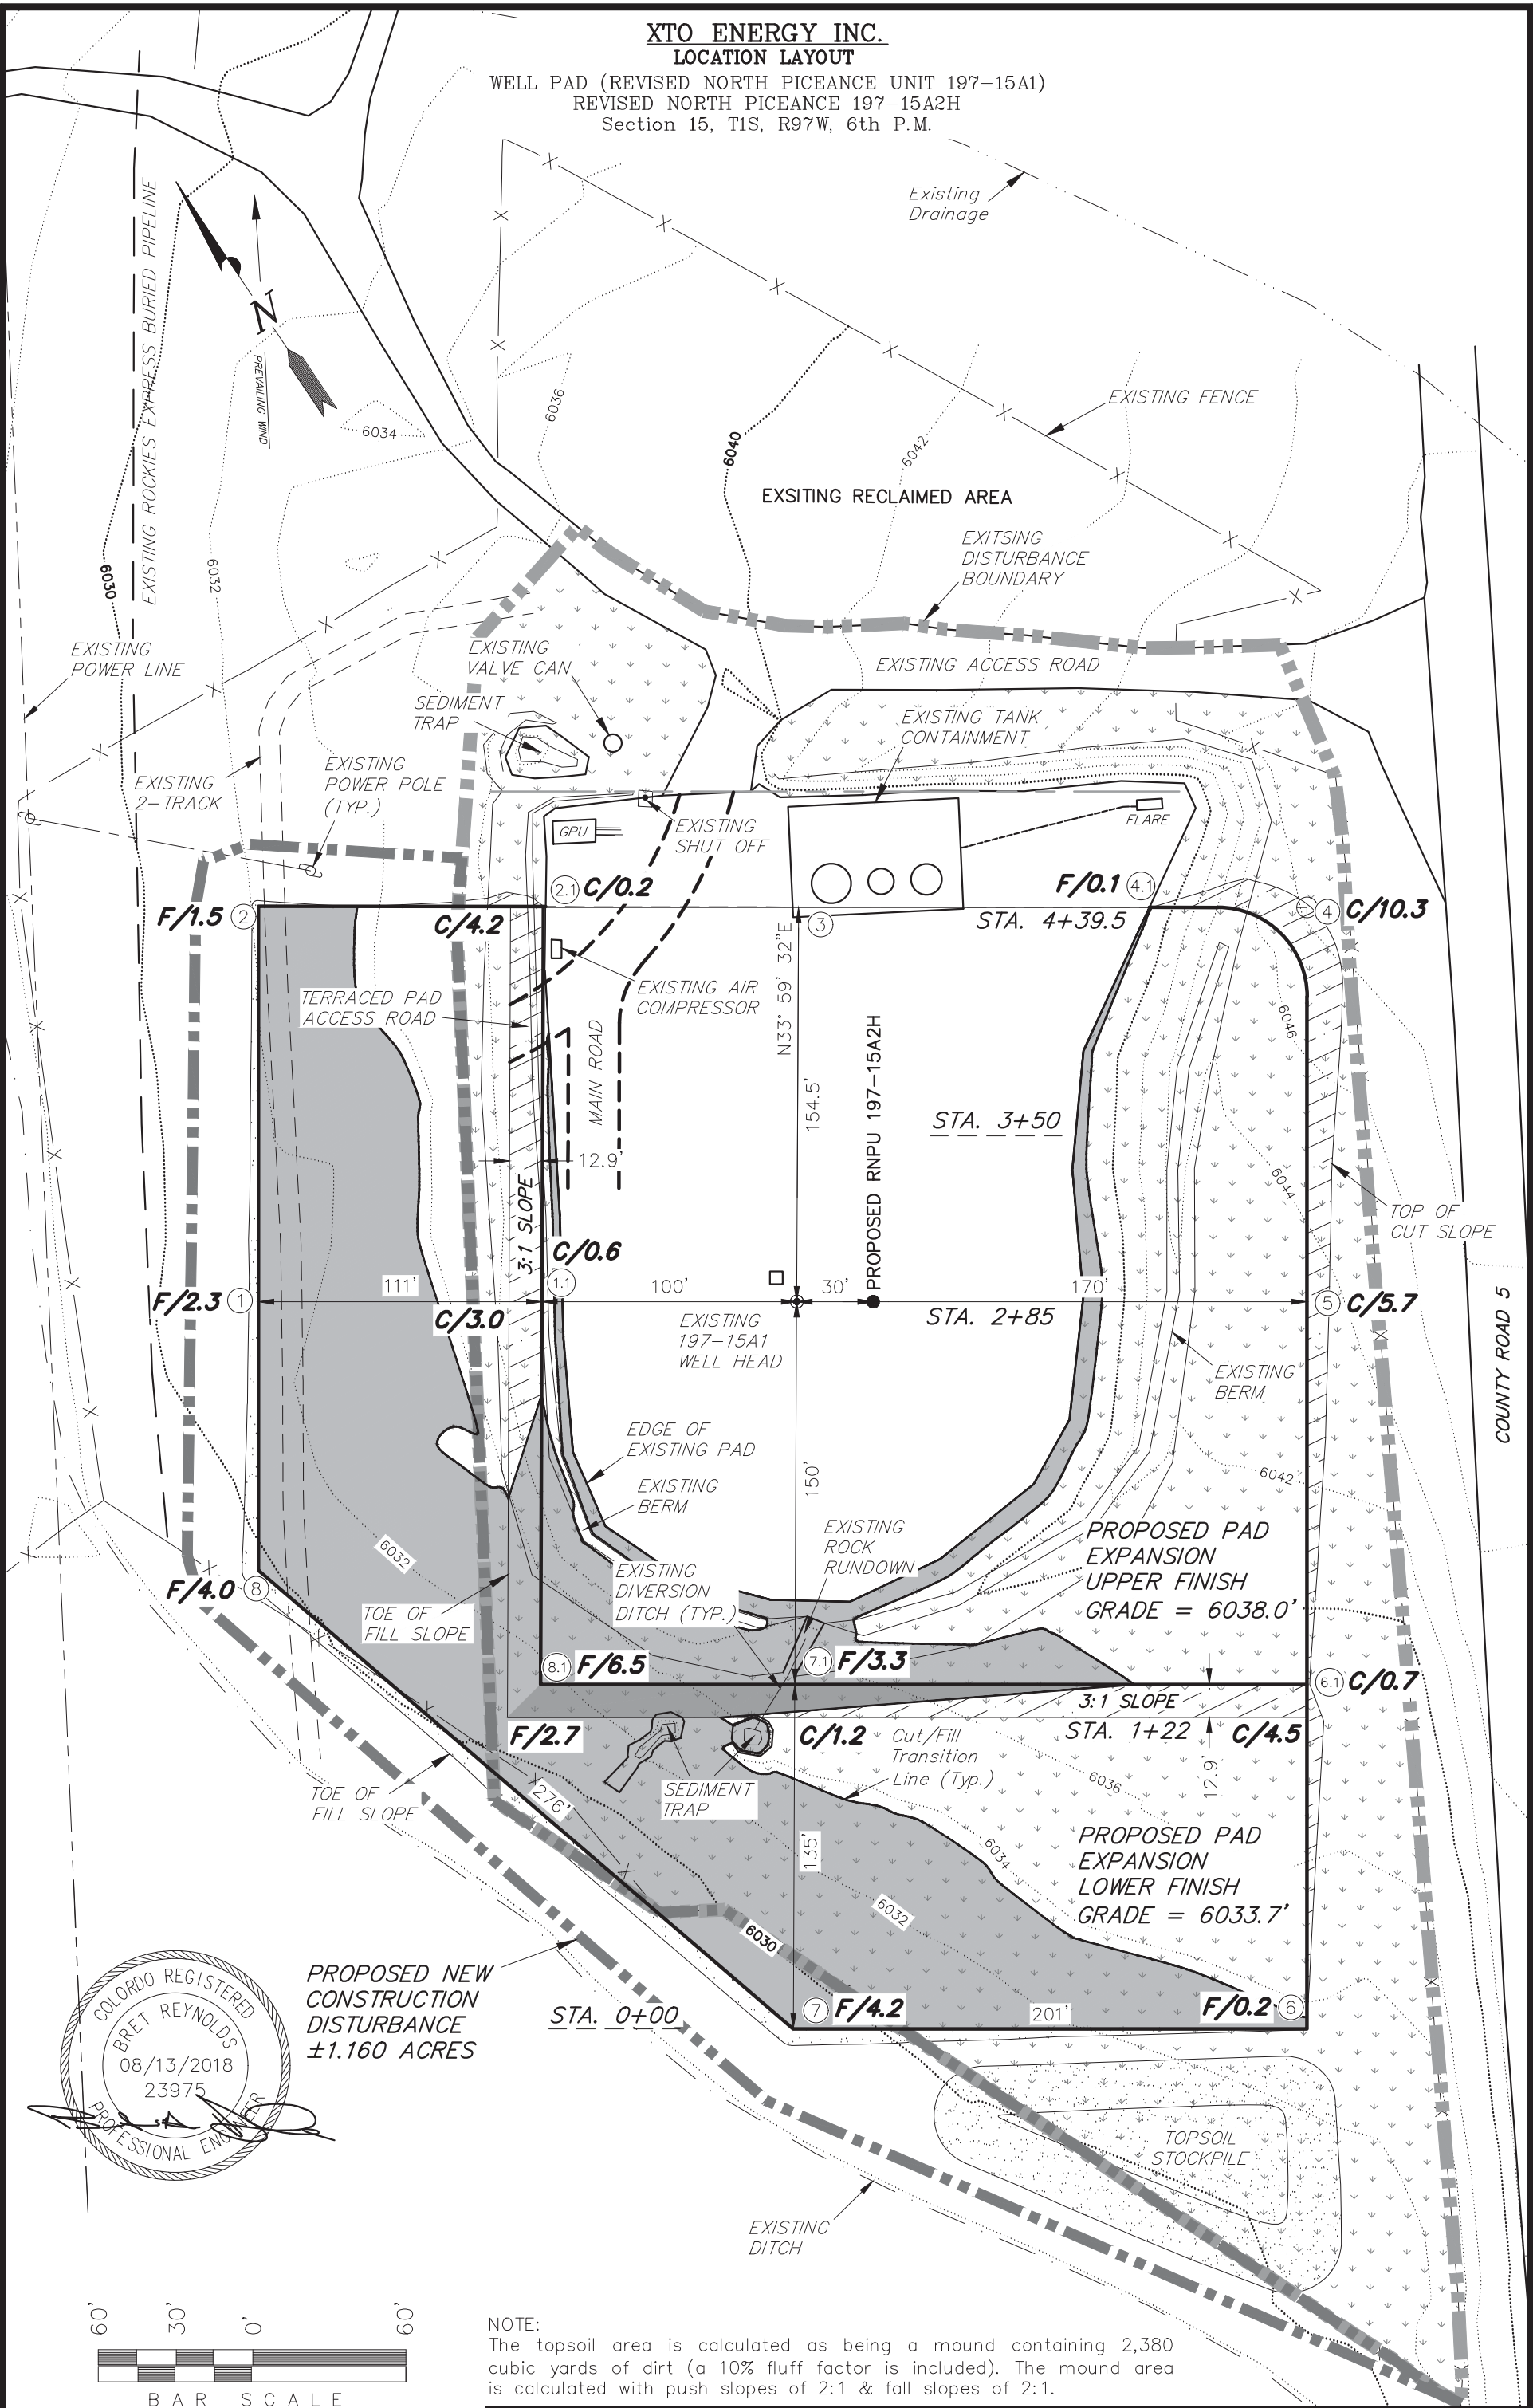 XTO ENERGY INC.
LOCATION LAYOUT
WELL PAD (REVISED NORTH PICEANCE UNIT 197-15A1)
REVISED NORTH PICEANCE 197-15A2H
Section 15, T1S, R97W, 6th P.M.
Existing
Drainage
EXISTING ROCKIES EXPRESS BURIED PIPELINE
N
PREVAILING WIND
6034
6036
6040
6042
EXISTING FENCE
EXSITING RECLAIMED AREA
EXITSING
DISTURBANCE
BOUNDARY
6030
6032
EXISTING
POWER LINE
EXISTING
VALVE CAN
EXISTING ACCESS ROAD
SEDIMENT
TRAP
EXISTING TANK
CONTAINMENT
EXISTING
2-TRACK
EXISTING
POWER POLE
(TYP.)
GPU
EXISTING
SHUT OFF
FLARE
2.1 C/0.2
F/0.1 4.1
F/1.5 2
C/4.2
3
STA. 4+39.5
4 C/10.3
N33° 59' 32"E
TERRACED PAD
ACCESS ROAD
EXISTING AIR
COMPRESSOR
MAIN ROAD
6046
154.5'
PROPOSED RNPU 197-15A2H
STA. 3+50
12.9'
3:1 SLOPE
6044
TOP OF
CUT SLOPE
C/0.6
1.1
F/2.3 1
111'
C/3.0
100'
30'
170'
STA. 2+85
5 C/5.7
EXISTING
197-15A1
WELL HEAD
EXISTING
BERM
COUNTY ROAD 5
EDGE OF
EXISTING PAD
EXISTING
BERM
150'
6042
EXISTING
ROCK
RUNDOWN
PROPOSED PAD
EXPANSION
UPPER FINISH
GRADE = 6038.0'
6032
EXISTING
DIVERSION
DITCH (TYP.)
F/4.0 8
TOE OF
FILL SLOPE
8.1 F/6.5
7.1 F/3.3
6.1 C/0.7
3:1 SLOPE
F/2.7
C/1.2
STA. 1+22
C/4.5
Cut/Fill
Transition
Line (Typ.)
SEDIMENT
TRAP
12.9'
6036
TOE OF
FILL SLOPE
276'
135'
6034
PROPOSED PAD
EXPANSION
LOWER FINISH
GRADE = 6033.7'
6032
6030
PROPOSED NEW
CONSTRUCTION
DISTURBANCE
±1.160 ACRES
STA. 0+00
7 F/4.2
201'
F/0.2 6
COLORDO REGISTERED
BRET REYNOLDS
08/13/2018
23975
PROFESSIONAL ENGINEER
TOPSOIL
STOCKPILE
EXISTING
DITCH
60'
30'
0'
60'
BAR SCALE
NOTE:
The topsoil area is calculated as being a mound containing 2,380
cubic yards of dirt (a 10% fluff factor is included). The mound area
is calculated with push slopes of 2:1 & fall slopes of 2:1.